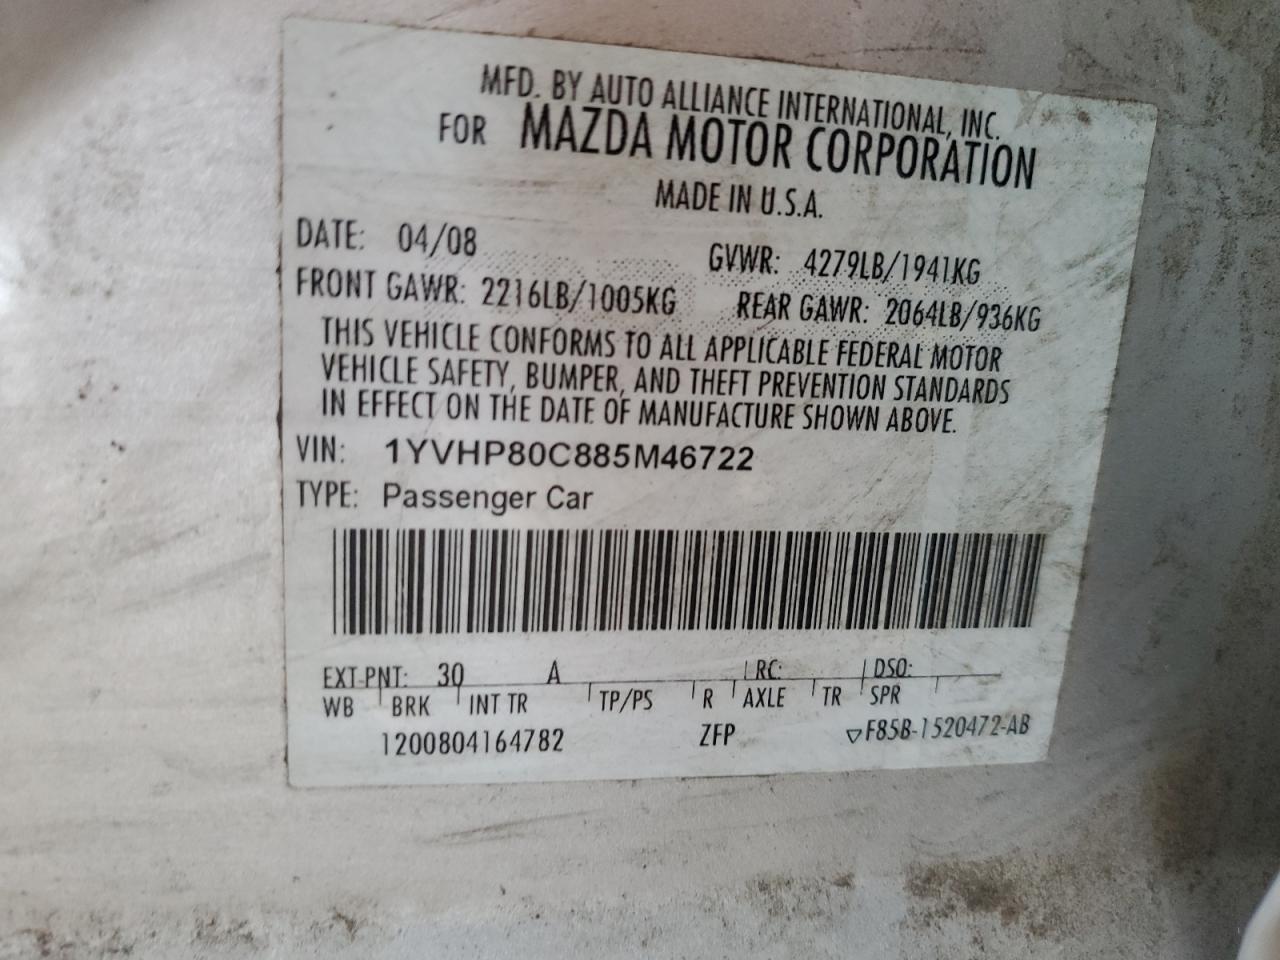 MFD. BY AUTO ALLIANCE INTERNATIONAL, INC.
FOR MAZDA MOTOR CORPORATION
MADE IN U.S.A.
DATE: 04/08 GVWR: 4279LB/1941KG
FRONT GAWR: 2216LB/1005KG REAR GAWR: 2064LB/936KG
THIS VEHICLE CONFORMS TO ALL APPLICABLE FEDERAL MOTOR
VEHICLE SAFETY, BUMPER, AND THEFT PREVENTION STANDARDS
IN EFFECT ON THE DATE OF MANUFACTURE SHOWN ABOVE.
VIN: 1YVHP80C885M46722
TYPE: Passenger Car
EXT PNT: 30 A RC: DSO:
WB BRK INT TR TP/PS R AXLE TR SPR
1200804164782 ZFP ▽F85B-1520472-AB